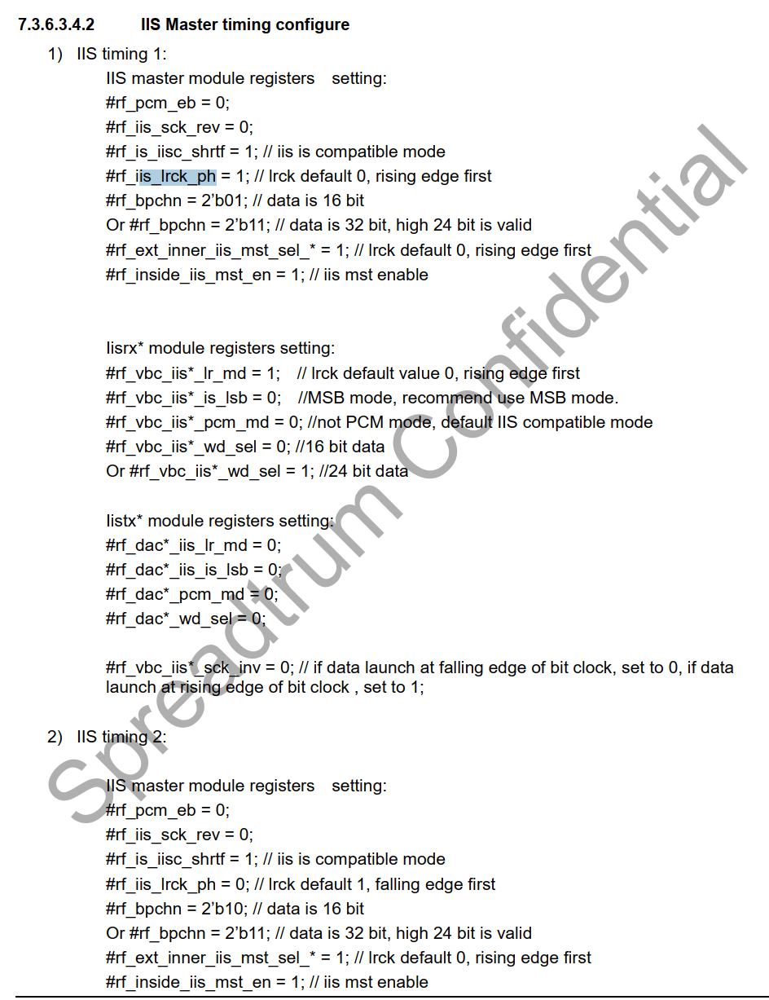 7.3.6.3.4.2 IIS Master timing configure
1) IIS timing 1:
IIS master module registers setting:
#rf_pcm_eb = 0;
#rf_iis_sck_rev = 0;
#rf_is_iisc_shrtf = 1; // iis is compatible mode
#rf_iis_lrck_ph = 1; // lrck default 0, rising edge first
#rf_bpchn = 2’b01; // data is 16 bit
Or #rf_bpchn = 2’b11; // data is 32 bit, high 24 bit is valid
#rf_ext_inner_iis_mst_sel_* = 1; // lrck default 0, rising edge first
#rf_inside_iis_mst_en = 1; // iis mst enable
Iisrx* module registers setting:
#rf_vbc_iis*_lr_md = 1; // lrck default value 0, rising edge first
#rf_vbc_iis*_is_lsb = 0; //MSB mode, recommend use MSB mode.
#rf_vbc_iis*_pcm_md = 0; //not PCM mode, default IIS compatible mode
#rf_vbc_iis*_wd_sel = 0; //16 bit data
Or #rf_vbc_iis*_wd_sel = 1; //24 bit data
Iistx* module registers setting:
#rf_dac*_iis_lr_md = 0;
#rf_dac*_iis_is_lsb = 0;
#rf_dac*_pcm_md = 0;
#rf_dac*_wd_sel = 0;
#rf_vbc_iis*_sck_inv = 0; // if data launch at falling edge of bit clock, set to 0, if data
launch at rising edge of bit clock , set to 1;
2) IIS timing 2:
IIS master module registers setting:
#rf_pcm_eb = 0;
#rf_iis_sck_rev = 0;
#rf_is_iisc_shrtf = 1; // iis is compatible mode
#rf_iis_lrck_ph = 0; // lrck default 1, falling edge first
#rf_bpchn = 2’b10; // data is 16 bit
Or #rf_bpchn = 2’b11; // data is 32 bit, high 24 bit is valid
#rf_ext_inner_iis_mst_sel_* = 1; // lrck default 0, rising edge first
#rf_inside_iis_mst_en = 1; // iis mst enable
Spreadtrum Confidential